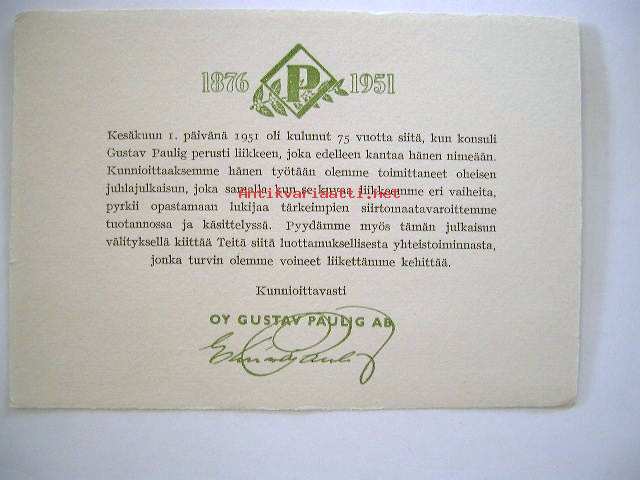 1876 P 1951
Kesäkuun 1. päivänä 1951 oli kulunut 75 vuotta siitä, kun konsuli
Gustav Paulig perusti liikkeen, joka edelleen kantaa hänen nimeään.
Kunnioittaaksemme hänen työtään olemme toimittaneet oheisen
juhlajulkaisun, joka samalla kun se kuvaa liikkeemme eri vaiheita,
Antikvariaatti.net
pyrkii opastamaan lukijaa tärkeimpien siirtomaatavaroittemme
tuotannossa ja käsittelyssä. Pyydämme myös tämän julkaisun
välityksellä kiittää Teitä siitä luottamuksellisesta yhteistoiminnasta,
jonka turvin olemme voineet liikettämme kehittää.
Kunnioittavasti
OY GUSTAV PAULIG AB